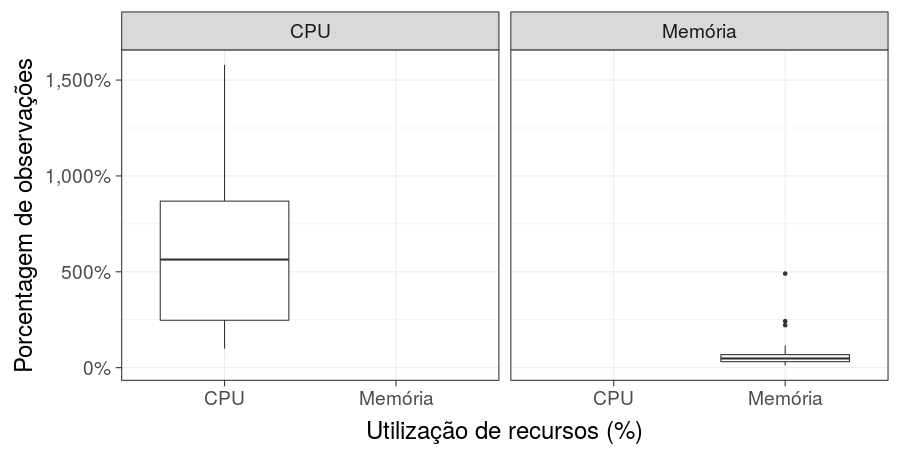 CPU
Memória
Porcentagem de observações
1,500%
1,000%
500%
0%
CPU
Memória
CPU
Memória
Utilização de recursos (%)